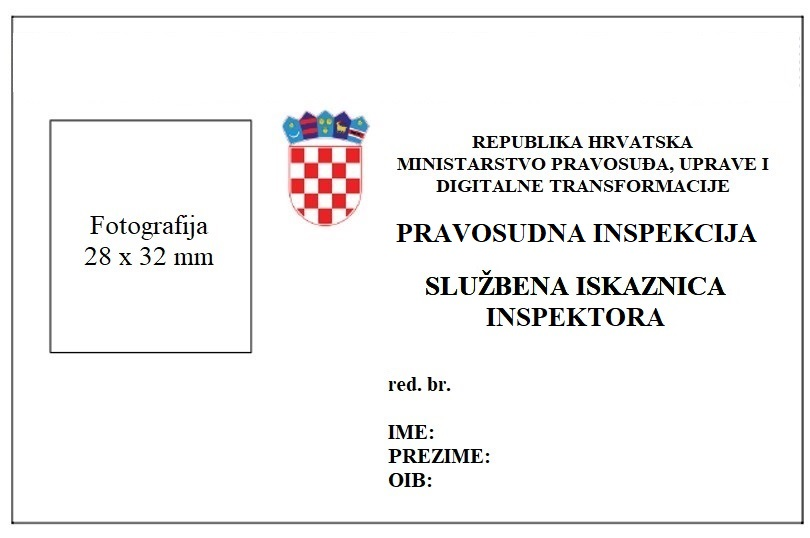 Fotografija
28 x 32 mm
REPUBLIKA HRVATSKA
MINISTARSTVO PRAVOSUĐA, UPRAVE I
DIGITALNE TRANSFORMACIJE
PRAVOSUDNA INSPEKCIJA
SLUŽBENA ISKAZNICA
INSPEKTORA
red. br.
IME:
PREZIME:
OIB: